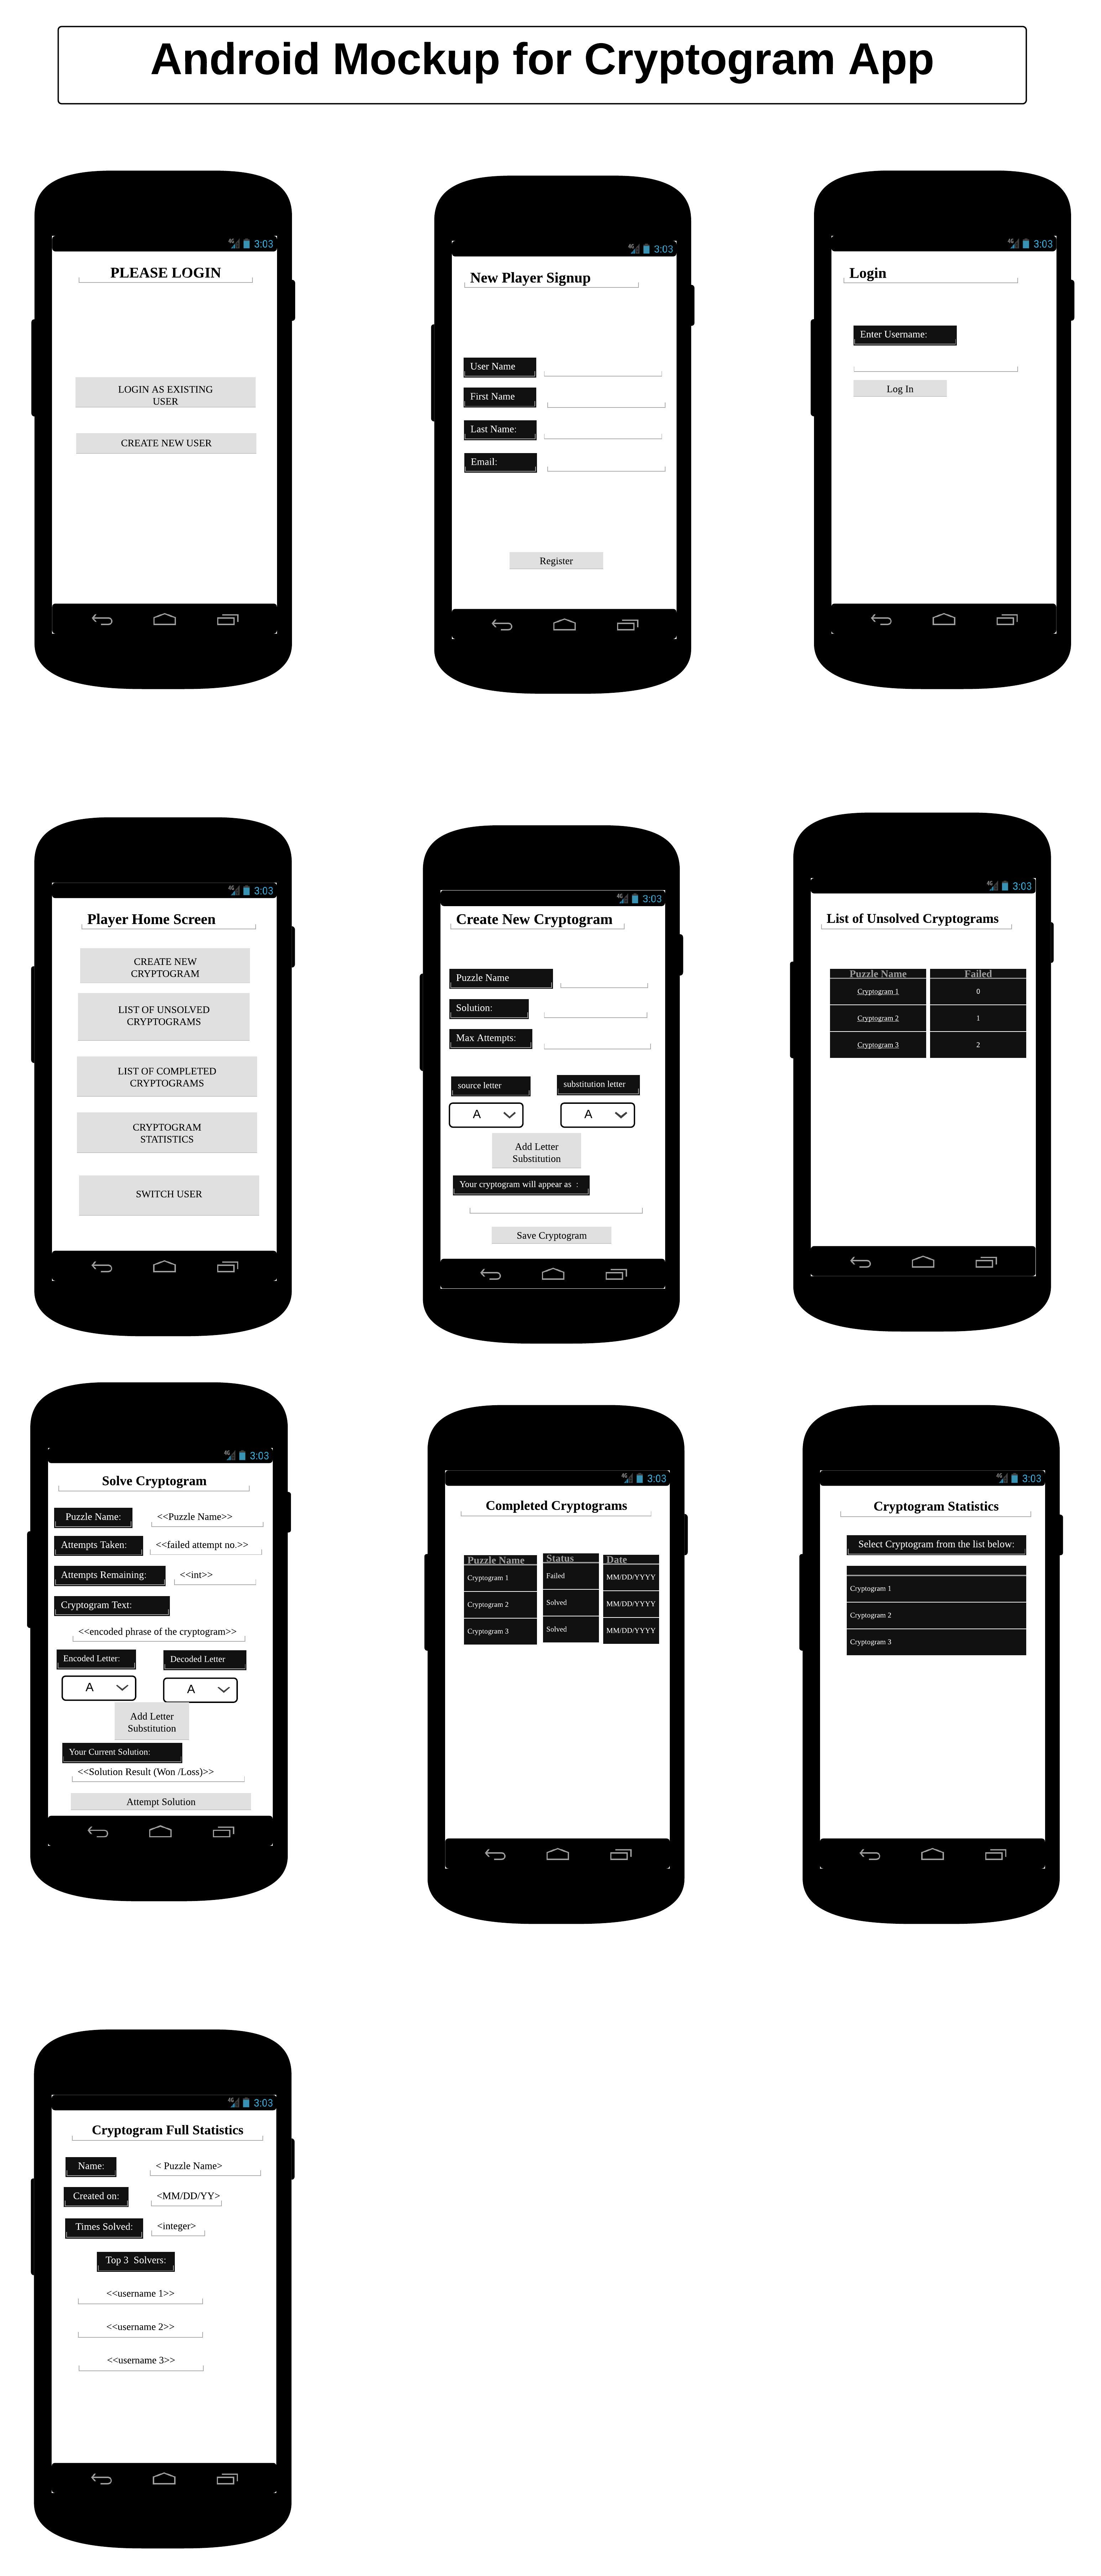 Android Mockup for Cryptogram App
4G 3:03
PLEASE LOGIN
LOGIN AS EXISTING
USER
CREATE NEW USER
4G 3:03
New Player Signup
User Name
First Name
Last Name:
Email:
Register
4G 3:03
Login
Enter Username:
Log In
4G 3:03
Player Home Screen
CREATE NEW
CRYPTOGRAM
LIST OF UNSOLVED
CRYPTOGRAMS
LIST OF COMPLETED
CRYPTOGRAMS
CRYPTOGRAM
STATISTICS
SWITCH USER
4G 3:03
Create New Cryptogram
Puzzle Name
Solution:
Max Attempts:
source letter substitution letter
A A
Add Letter
Substitution
Your cryptogram will appear as :
Save Cryptogram
4G 3:03
List of Unsolved Cryptograms
Puzzle Name Failed
Cryptogram 1 0
Cryptogram 2 1
Cryptogram 3 2
4G 3:03
Solve Cryptogram
Puzzle Name: <<Puzzle Name>>
Attempts Taken: <<failed attempt no.>>
Attempts Remaining: <<int>>
Cryptogram Text:
<<encoded phrase of the cryptogram>>
Encoded Letter: Decoded Letter
A A
Add Letter
Substitution
Your Current Solution:
<<Solution Result (Won /Loss)>>
Attempt Solution
4G 3:03
Completed Cryptograms
Puzzle Name Status Date
Cryptogram 1 Failed MM/DD/YYYY
Cryptogram 2 Solved MM/DD/YYYY
Cryptogram 3 Solved MM/DD/YYYY
4G 3:03
Cryptogram Statistics
Select Cryptogram from the list below:
Cryptogram 1
Cryptogram 2
Cryptogram 3
4G 3:03
Cryptogram Full Statistics
Name: < Puzzle Name>
Created on: <MM/DD/YY>
Times Solved: <integer>
Top 3 Solvers:
<<username 1>>
<<username 2>>
<<username 3>>